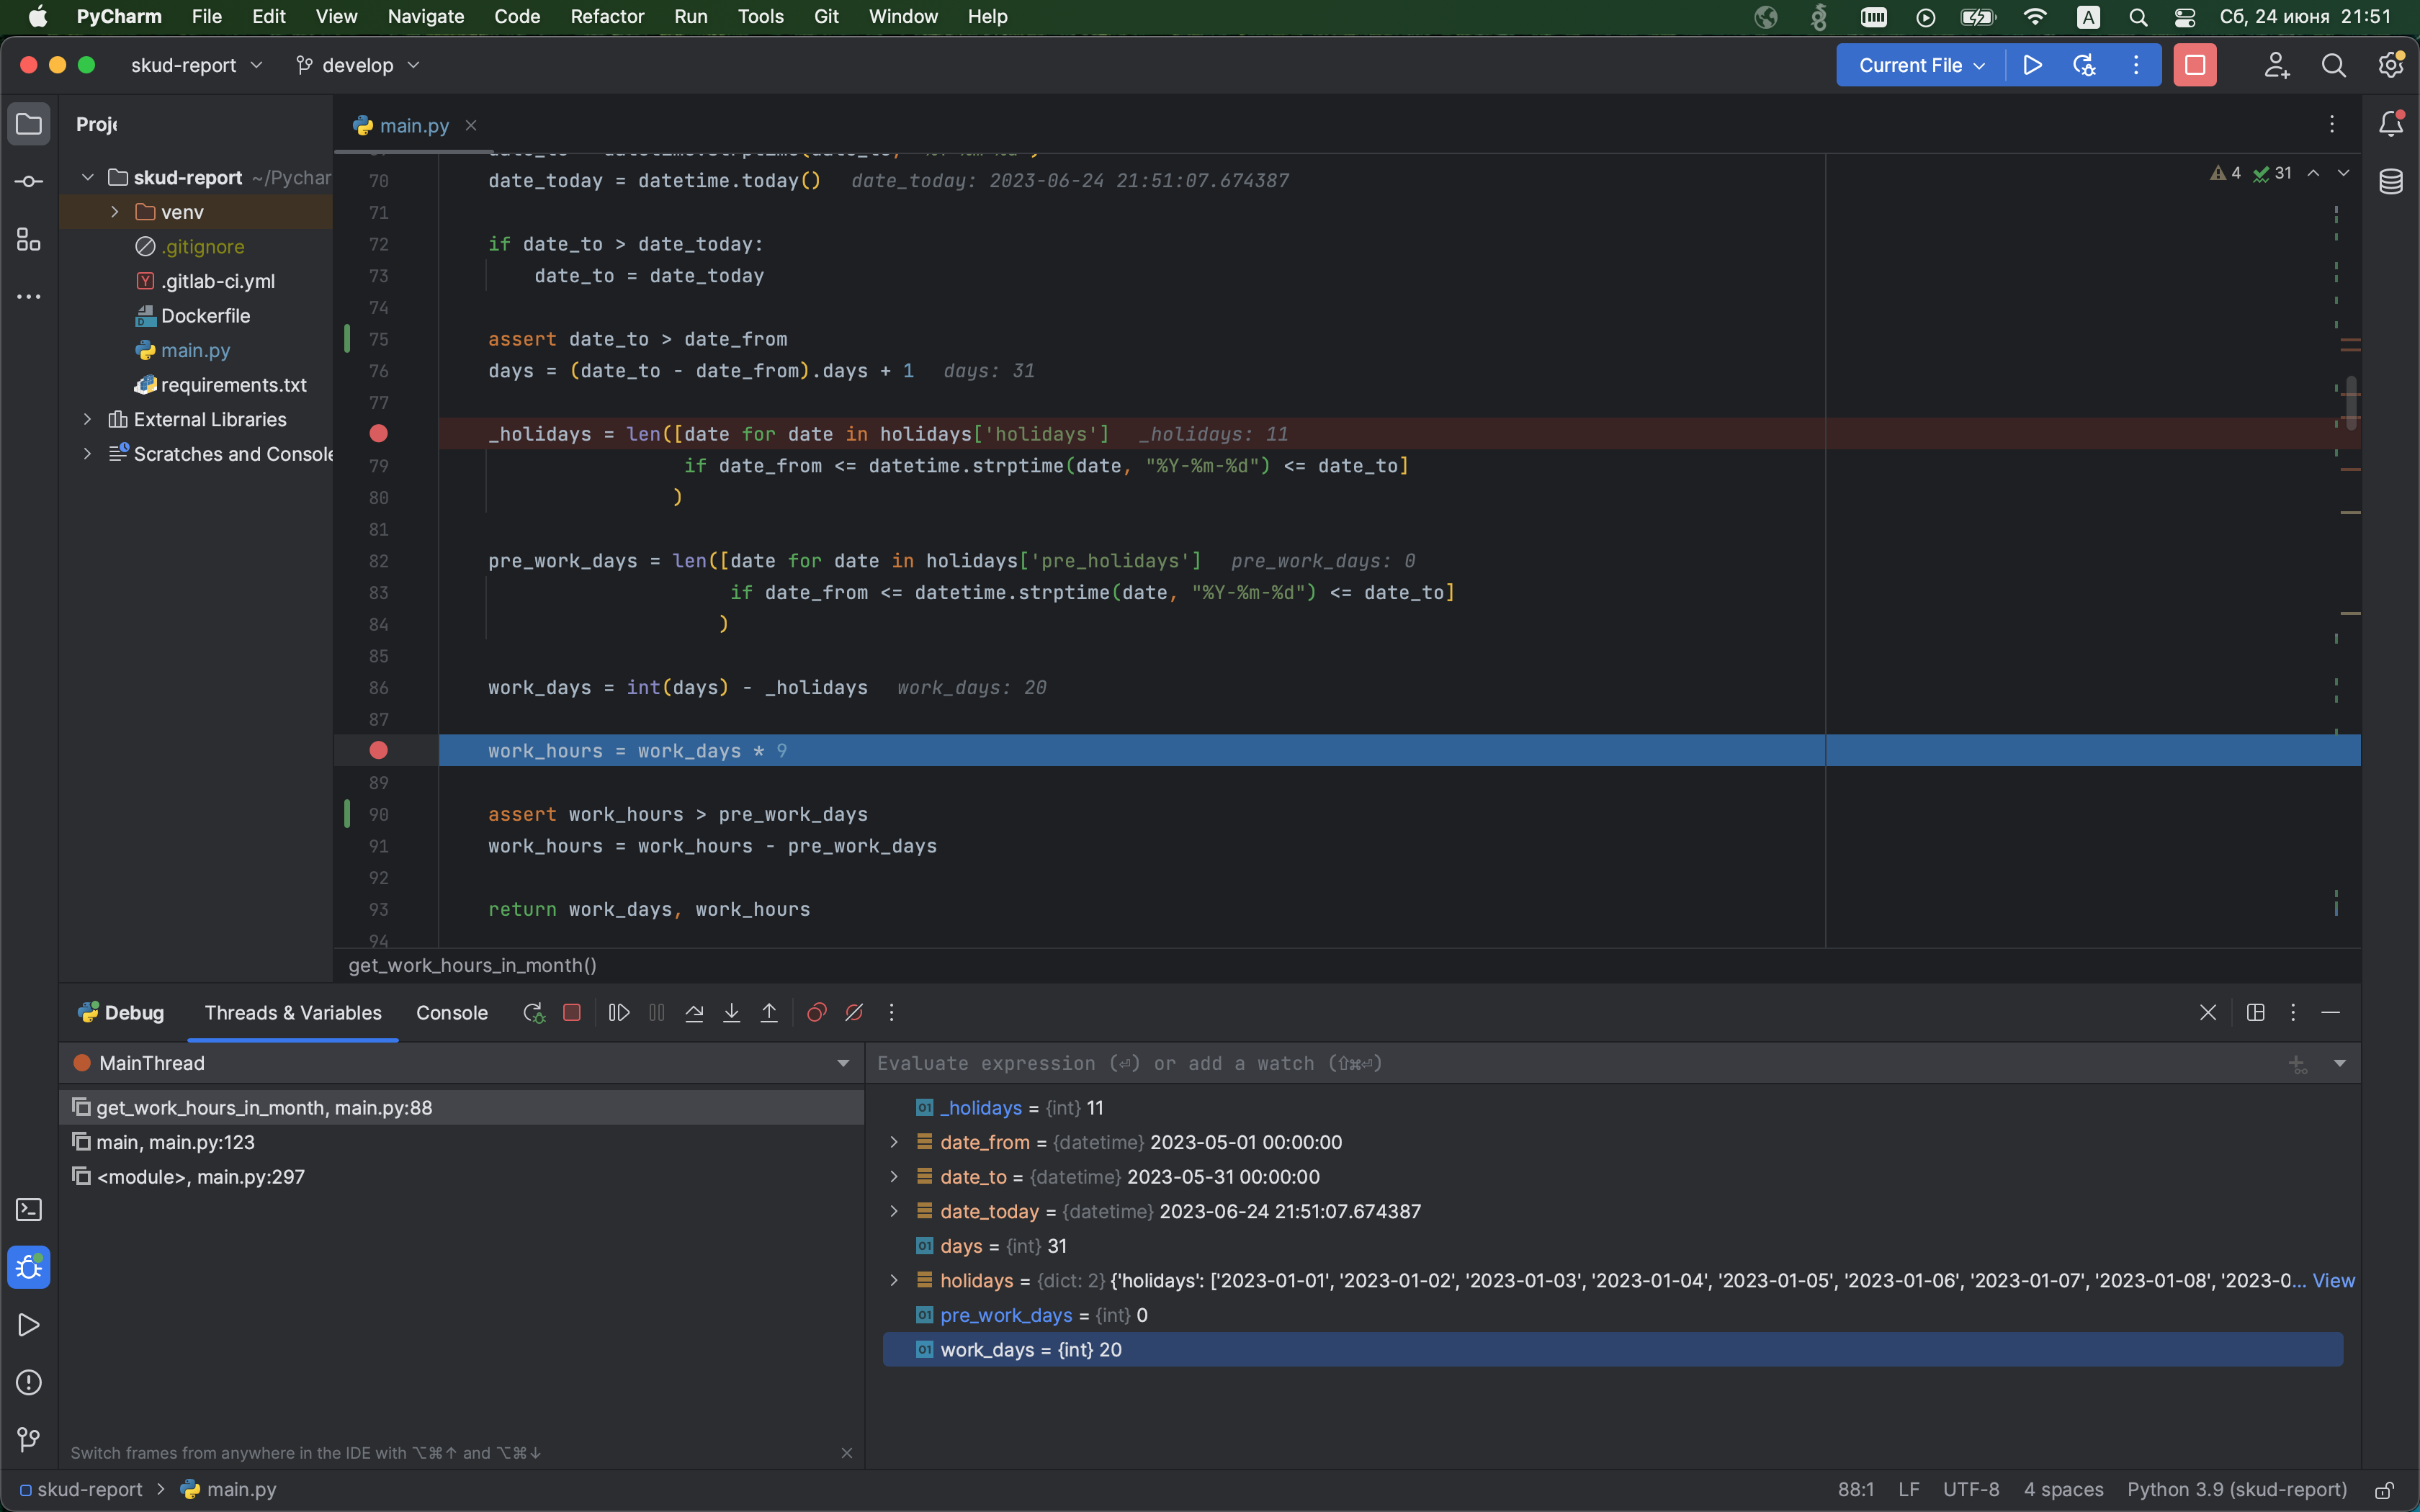 PyCharm File Edit View Navigate Code Refactor Run Tools Git Window Help A Сб, 24 июня 21:51
skud-report develop Current File
Proje main.py
skud-report ~/Pychar
venv
.gitignore
.gitlab-ci.yml
Dockerfile
main.py
requirements.txt
External Libraries
Scratches and Console
4 31
70 date_today = datetime.today() date_today: 2023-06-24 21:51:07.674387
71
72 if date_to > date_today:
73 date_to = date_today
74
75 assert date_to > date_from
76 days = (date_to - date_from).days + 1 days: 31
77
_holidays = len([date for date in holidays['holidays'] _holidays: 11
79 if date_from <= datetime.strptime(date, "%Y-%m-%d") <= date_to]
80 )
81
82 pre_work_days = len([date for date in holidays['pre_holidays'] pre_work_days: 0
83 if date_from <= datetime.strptime(date, "%Y-%m-%d") <= date_to]
84 )
85
86 work_days = int(days) - _holidays work_days: 20
87
work_hours = work_days * 9
89
90 assert work_hours > pre_work_days
91 work_hours = work_hours - pre_work_days
92
93 return work_days, work_hours
94
get_work_hours_in_month()
Debug Threads & Variables Console
MainThread
get_work_hours_in_month, main.py:88
main, main.py:123
<module>, main.py:297
Switch frames from anywhere in the IDE with ⌥⌘↑ and ⌥⌘↓
Evaluate expression (⏎) or add a watch (⇧⌘⏎)
_holidays = {int} 11
date_from = {datetime} 2023-05-01 00:00:00
date_to = {datetime} 2023-05-31 00:00:00
date_today = {datetime} 2023-06-24 21:51:07.674387
days = {int} 31
holidays = {dict: 2} {'holidays': ['2023-01-01', '2023-01-02', '2023-01-03', '2023-01-04', '2023-01-05', '2023-01-06', '2023-01-07', '2023-01-08', '2023-0... View
pre_work_days = {int} 0
work_days = {int} 20
skud-report > main.py 88:1 LF UTF-8 4 spaces Python 3.9 (skud-report)